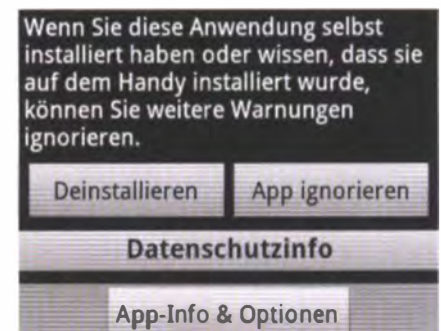 Wenn Sie diese Anwendung selbst
installiert haben oder wissen, dass sie
auf dem Handy installiert wurde,
können Sie weitere Warnungen
ignorieren.
Deinstallieren
App ignorieren
Datenschutzinfo
App-Info & Optionen